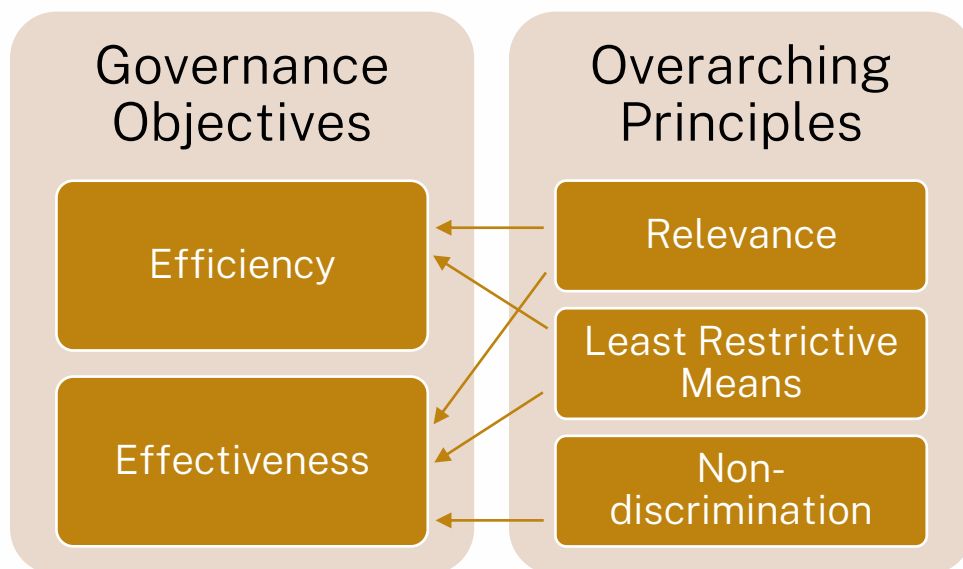 Governance
Objectives
Efficiency
Effectiveness
Overarching
Principles
Relevance
Least Restrictive
Means
Non-
discrimination